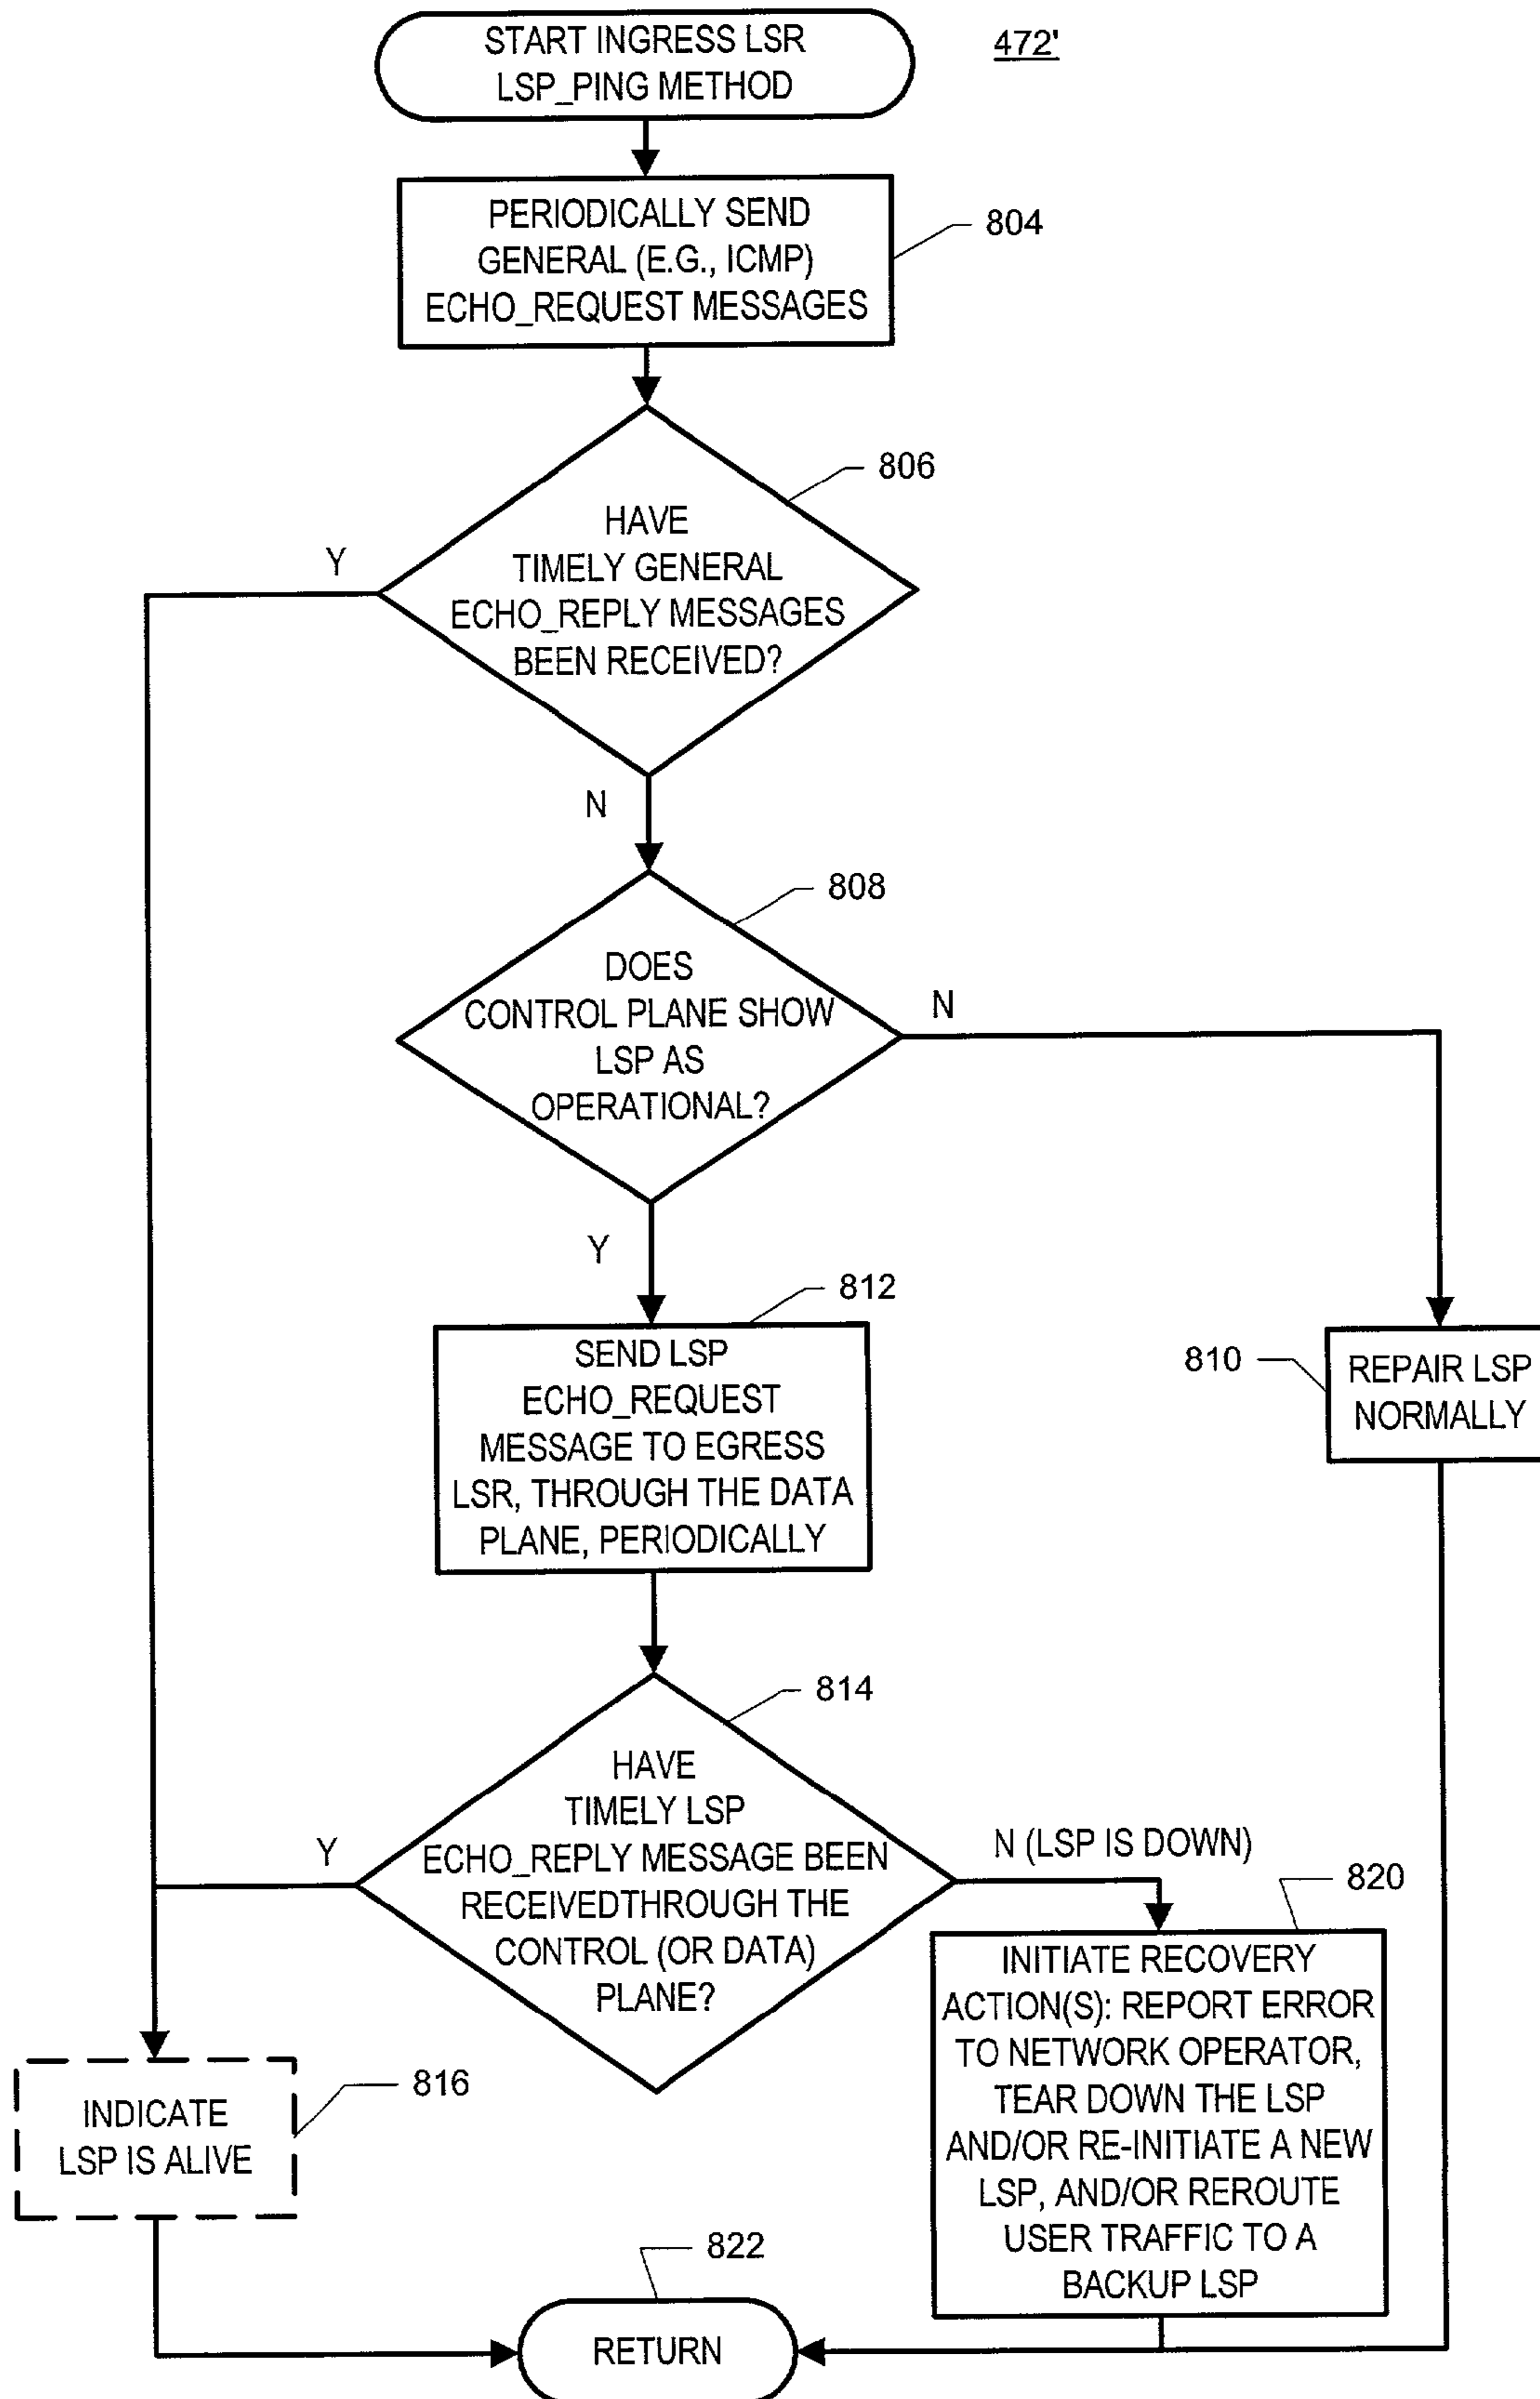 START INGRESS LSR
LSP_PING METHOD
472'
PERIODICALLY SEND
GENERAL (E.G., ICMP)
ECHO_REQUEST MESSAGES
804
806
HAVE
TIMELY GENERAL
ECHO_REPLY MESSAGES
BEEN RECEIVED?
Y
N
808
DOES
CONTROL PLANE SHOW
LSP AS
OPERATIONAL?
N
Y
812
SEND LSP
ECHO_REQUEST
MESSAGE TO EGRESS
LSR, THROUGH THE DATA
PLANE, PERIODICALLY
810
REPAIR LSP
NORMALLY
814
HAVE
TIMELY LSP
ECHO_REPLY MESSAGE BEEN
RECEIVEDTHROUGH THE
CONTROL (OR DATA)
PLANE?
Y
N (LSP IS DOWN)
820
INITIATE RECOVERY
ACTION(S): REPORT ERROR
TO NETWORK OPERATOR,
TEAR DOWN THE LSP
AND/OR RE-INITIATE A NEW
LSP, AND/OR REROUTE
USER TRAFFIC TO A
BACKUP LSP
816
INDICATE
LSP IS ALIVE
822
RETURN